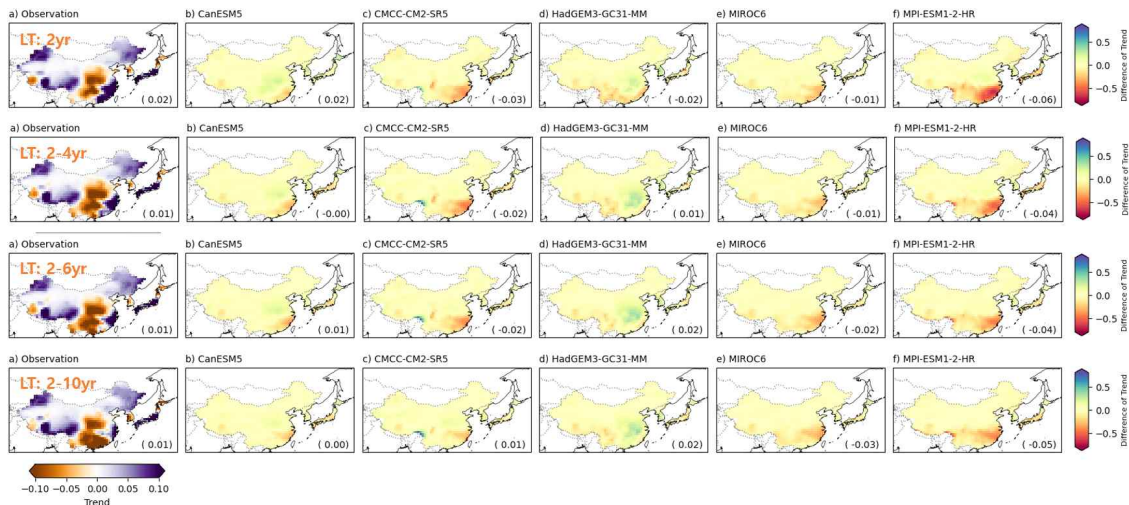 a) Observation b) CanESM5 c) CMCC-CM2-SR5 d) HadGEM3-GC31-MM e) MIROC6 f) MPI-ESM1-2-HR
LT: 2yr
( 0.02) ( 0.02) ( -0.03) ( -0.02) ( -0.01) ( -0.06)
0.5
0.0
−0.5
Difference of Trend
a) Observation b) CanESM5 c) CMCC-CM2-SR5 d) HadGEM3-GC31-MM e) MIROC6 f) MPI-ESM1-2-HR
LT: 2-4yr
( 0.01) ( -0.00) ( -0.02) ( 0.01) ( -0.01) ( -0.04)
0.5
0.0
−0.5
Difference of Trend
a) Observation b) CanESM5 c) CMCC-CM2-SR5 d) HadGEM3-GC31-MM e) MIROC6 f) MPI-ESM1-2-HR
LT: 2-6yr
( 0.01) ( 0.01) ( -0.02) ( 0.01) ( -0.02) ( -0.04)
0.5
0.0
−0.5
Difference of Trend
a) Observation b) CanESM5 c) CMCC-CM2-SR5 d) HadGEM3-GC31-MM e) MIROC6 f) MPI-ESM1-2-HR
LT: 2-10yr
( 0.01) ( 0.00) ( 0.01) ( 0.02) ( -0.03) ( -0.05)
0.5
0.0
−0.5
Difference of Trend
−0.10 −0.05 0.00 0.05 0.10
Trend